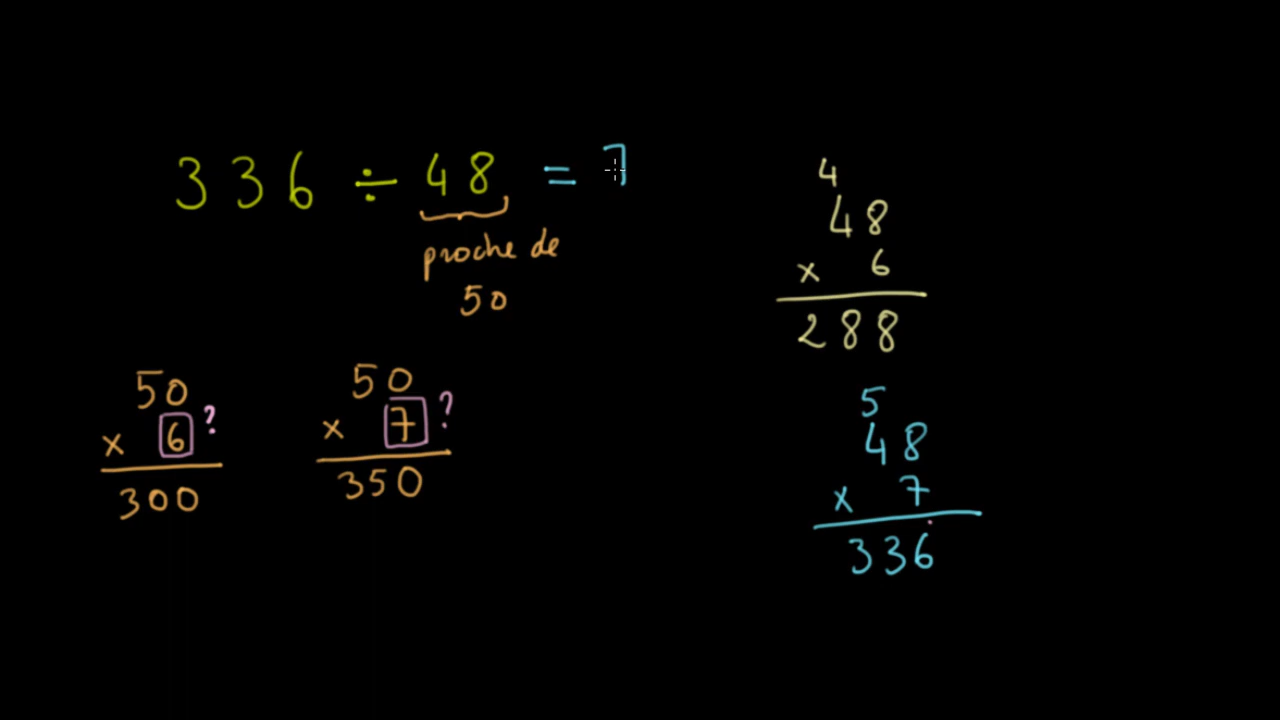 336 ÷ 48 = 7
proche de
50
50
x 6 ?
300
50
x 7 ?
350
4
48
x 6
288
5
48
x 7
336